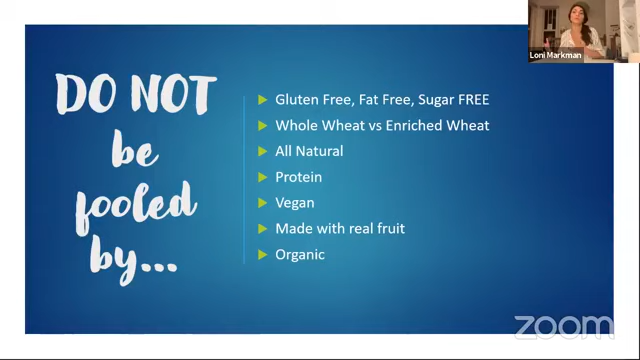 DO NOT
be
fooled
by...
Gluten Free, Fat Free, Sugar FREE
Whole Wheat vs Enriched Wheat
All Natural
Protein
Vegan
Made with real fruit
Organic
Loni Markman
zoom